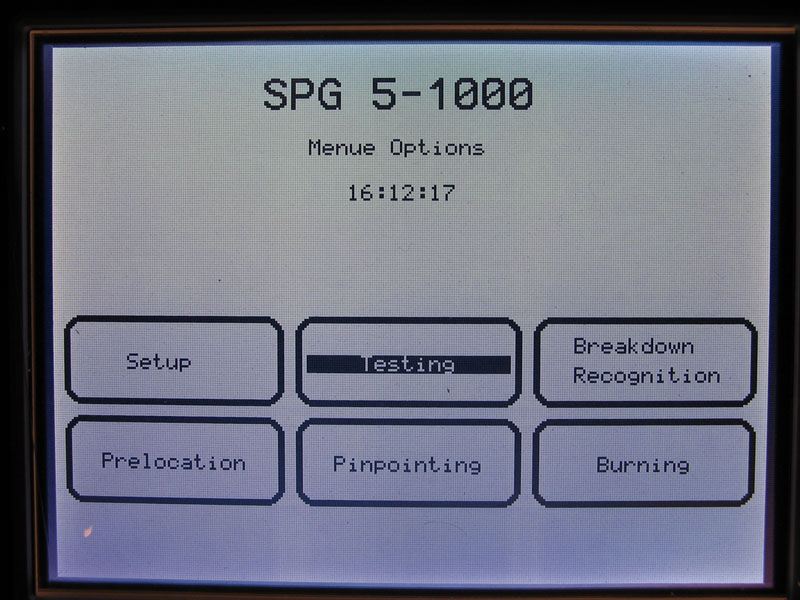 SPG 5-1000
Menue Options
16:12:17
Setup
Testing
Breakdown
Recognition
Prelocation
Pinpointing
Burning